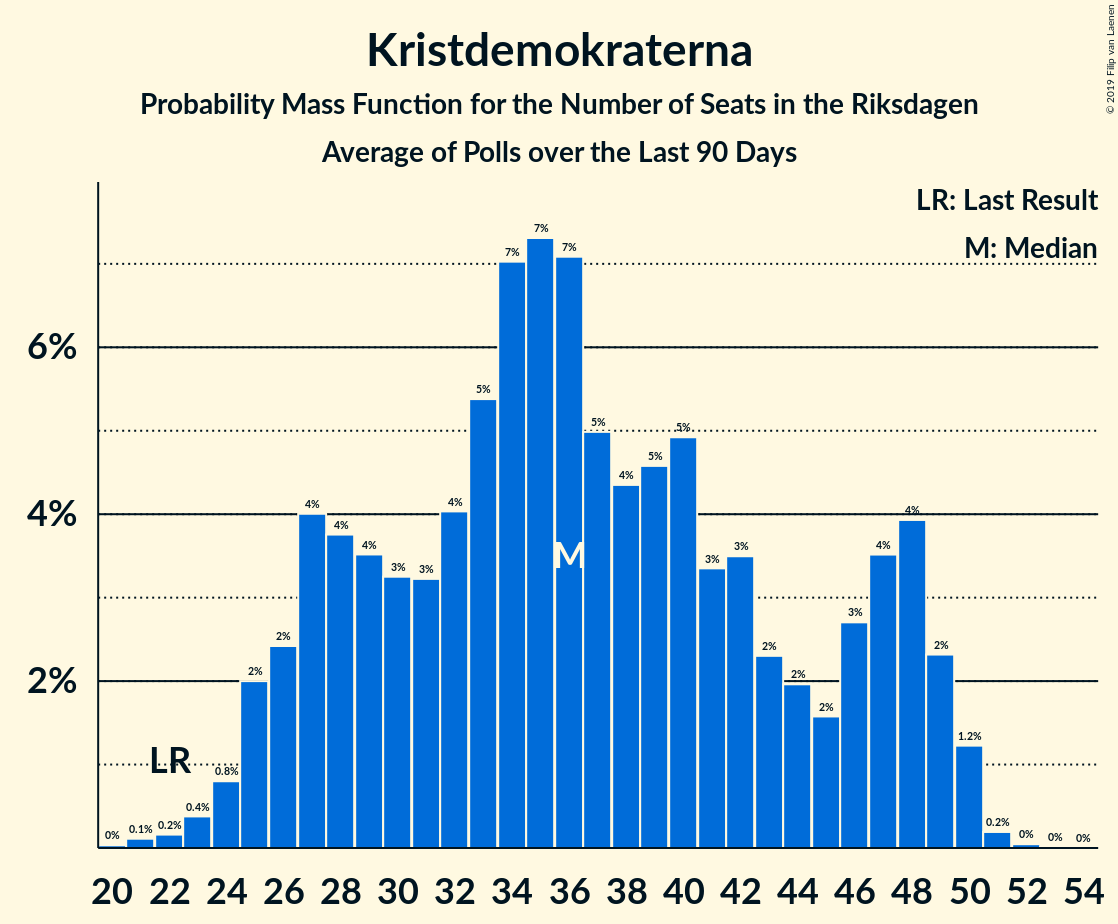 Kristdemokraterna
Probability Mass Function for the Number of Seats in the Riksdagen
Average of Polls over the Last 90 Days
© 2019 Filip van Laenen
LR: Last Result
M: Median
6%
4%
2%
0% 0.1% 0.2% 0.4% 0.8% 2% 2% 4% 4% 4% 3% 3% 4% 5% 7% 7% 7% 5% 4% 5% 5% 3% 3% 2% 2% 2% 3% 4% 4% 2% 1.2% 0.2% 0% 0% 0%
M
LR
20 22 24 26 28 30 32 34 36 38 40 42 44 46 48 50 52 54